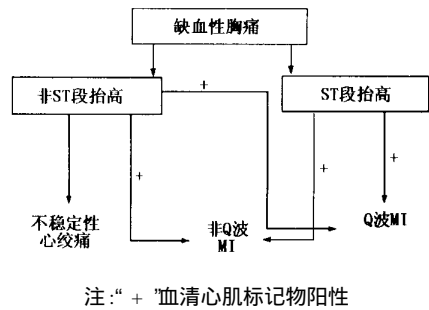 缺血性胸痛
非ST段抬高
+
ST段抬高
+
+
+
不稳定性
心绞痛
非Q波
MI
Q波MI
注:“ + ”血清心肌标记物阳性